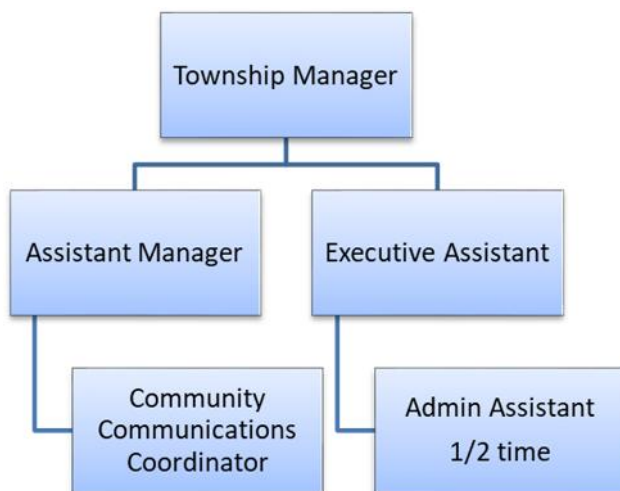 Township Manager
Assistant Manager
Executive Assistant
Community
Communications
Coordinator
Admin Assistant
1/2 time